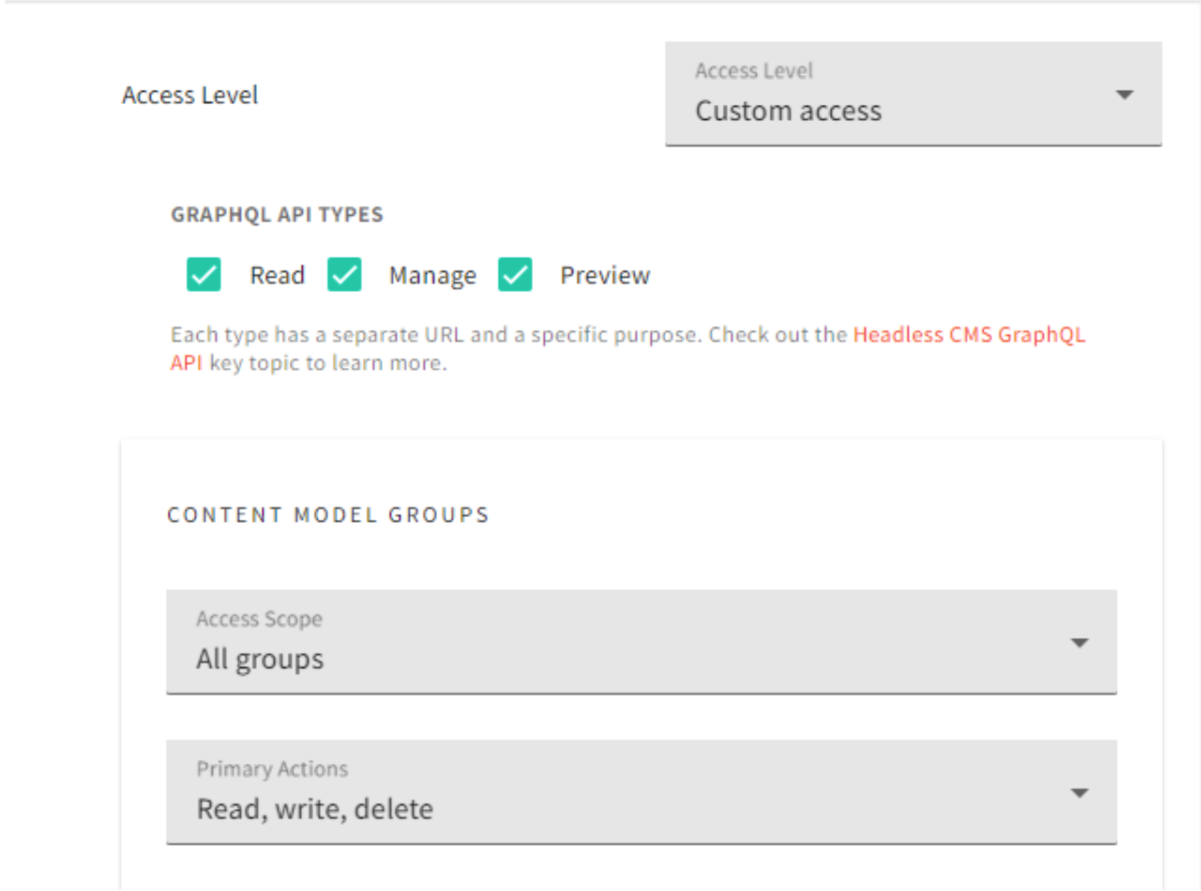 Access Level
Access Level
Custom access
GRAPHQL API TYPES
Read Manage Preview
Each type has a separate URL and a specific purpose. Check out the Headless CMS GraphQL
API key topic to learn more.
CONTENT MODEL GROUPS
Access Scope
All groups
Primary Actions
Read, write, delete